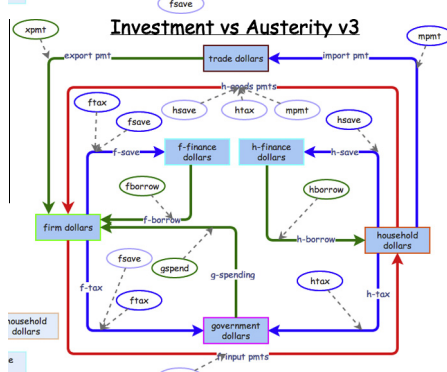 fsave
Investment vs Austerity v3
xpmt
mpmt
export pmt
trade dollars
import pmt
h-goods pmts
ftax
hsave
htax
mpmt
hsave
fsave
f-save
f-finance
dollars
h-finance
dollars
h-save
fborrow
hborrow
f-borrow
firm dollars
h-borrow
household
dollars
fsave
gspend
g-spending
f-tax
ftax
htax
h-tax
government
dollars
household
dollars
f-input pmts
e